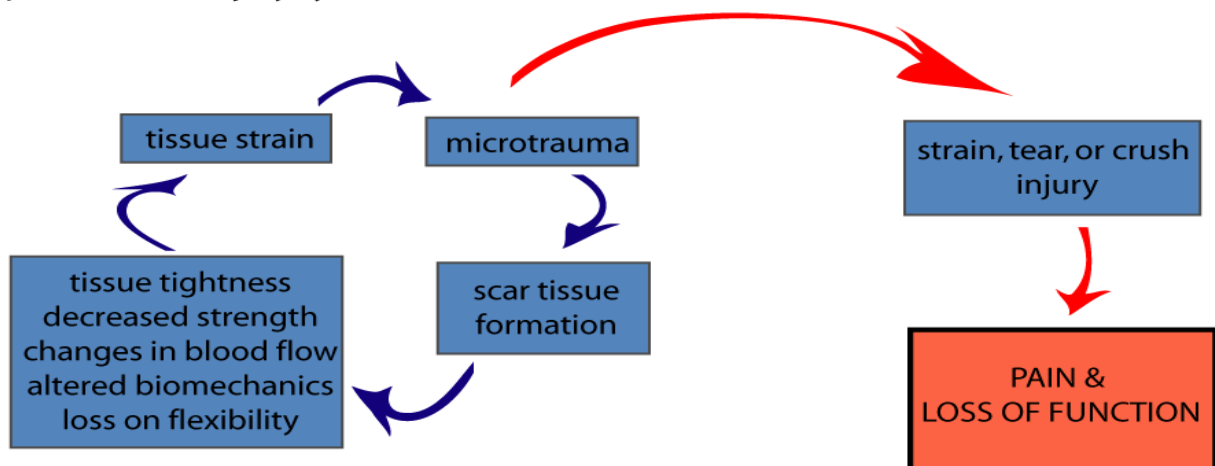 tissue strain
microtrauma
strain, tear, or crush
injury
tissue tightness
decreased strength
changes in blood flow
altered biomechanics
loss on flexibility
scar tissue
formation
PAIN &
LOSS OF FUNCTION